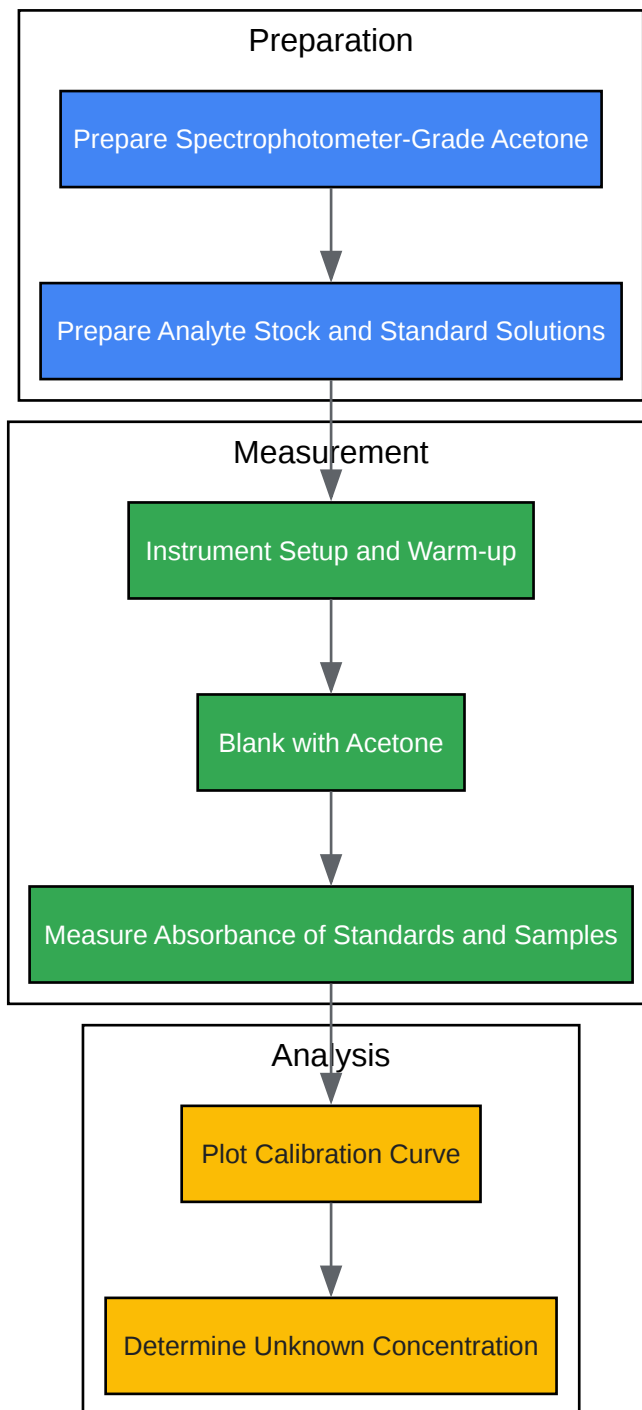 Preparation
Prepare Spectrophotometer-Grade Acetone
Prepare Analyte Stock and Standard Solutions
Measurement
Instrument Setup and Warm-up
Blank with Acetone
Measure Absorbance of Standards and Samples
Analysis
Plot Calibration Curve
Determine Unknown Concentration